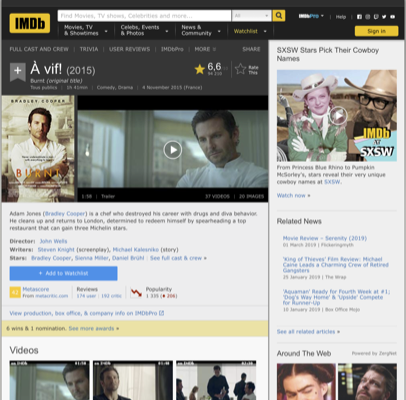 IMDb
Find Movies, TV shows, Celebrities and more...
All
IMDbPro
Help
Movies, TV & Showtimes
Celebs, Events & Photos
News & Community
Watchlist
Sign in
FULL CAST AND CREW | TRIVIA | USER REVIEWS | IMDbPro | MORE
SHARE
À vif! (2015)
Burnt (original title)
Tous publics | 1h 41min | Comedy, Drama | 4 November 2015 (France)
6,6
Rate This
BRADLEY COOPER
BURNT
1:58 | Trailer
37 VIDEOS | 20 IMAGES
Adam Jones (Bradley Cooper) is a chef who destroyed his career with drugs and diva behavior.
He cleans up and returns to London, determined to redeem himself by spearheading a top
restaurant that can gain three Michelin stars.
Director: John Wells
Writers: Steven Knight (screenplay), Michael Kalesniko (story)
Stars: Bradley Cooper, Sienna Miller, Daniel Brühl | See full cast & crew »
+ Add to Watchlist
42
Metascore
From metacritic.com
Reviews
174 user | 192 critic
Popularity
1 335
View production, box office, & company info on IMDbPro
6 wins & 1 nomination. See more awards »
Videos
SXSW Stars Pick Their Cowboy
Names
IMDb
AT
SXSW
From Princess Blue Rhino to Pumpkin
McSorley's, stars reveal their very unique
cowboy names at SXSW.
Watch now »
Related News
Movie Review – Serenity (2019)
01 March 2019 | Flickeringmyth
'King of Thieves' Film Review: Michael
Caine Leads a Charming Crew of Retired
Gangsters
25 January 2019 | The Wrap
'Aquaman' Ready for Fourth Week at #1;
'Dog's Way Home' & 'Upside' Compete
for Runner-Up
10 January 2019 | Box Office Mojo
See all related articles »
Around The Web
Powered by ZergNet